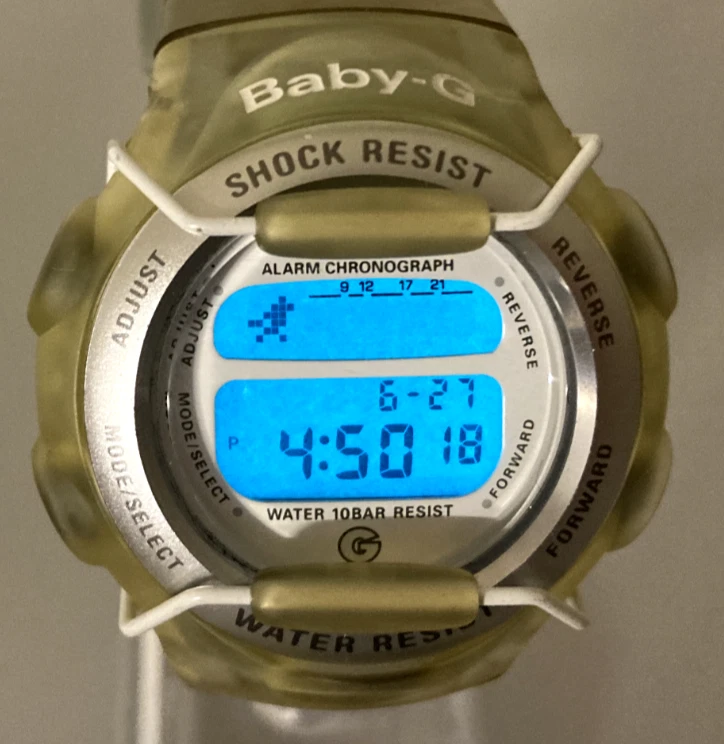 Baby-G
SHOCK RESIST
ALARM CHRONOGRAPH
9 12 17 21
ADJUST
ADJUST
REVERSE
REVERSE
6-27
P 4:50 18
MODE/SELECT
MODE/SELECT
FORWARD
FORWARD
WATER 10BAR RESIST
G
WATER RESIST